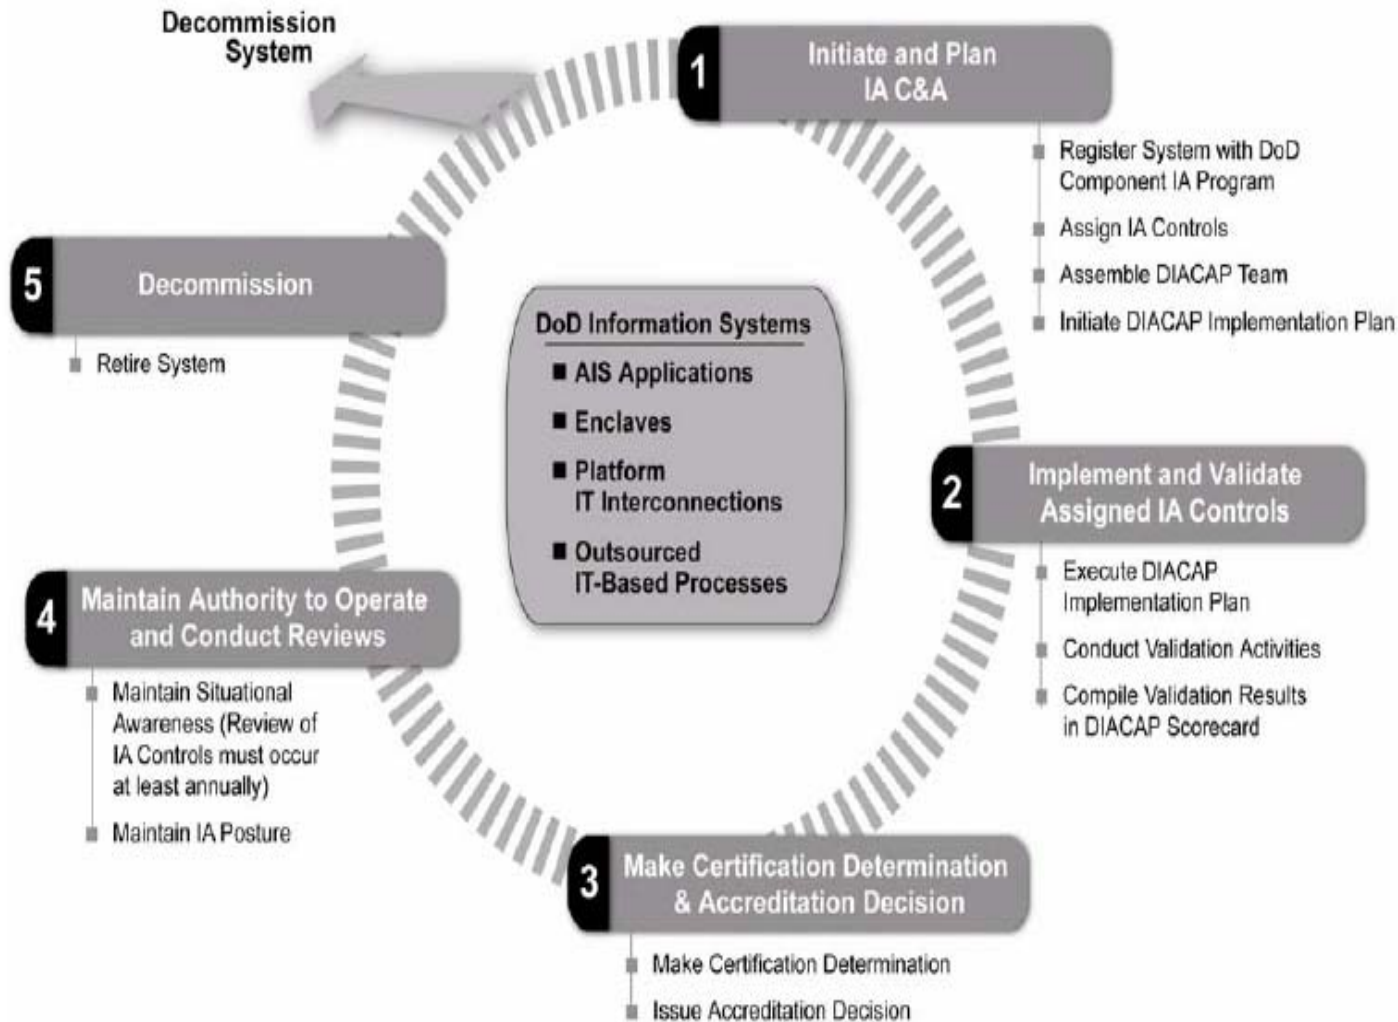 Decommission
System
1
Initiate and Plan
IA C&A
Register System with DoD
Component IA Program
Assign IA Controls
Assemble DIACAP Team
Initiate DIACAP Implementation Plan
2
Implement and Validate
Assigned IA Controls
Execute DIACAP
Implementation Plan
Conduct Validation Activities
Compile Validation Results
in DIACAP Scorecard
3
Make Certification Determination
& Accreditation Decision
Make Certification Determination
Issue Accreditation Decision
4
Maintain Authority to Operate
and Conduct Reviews
Maintain Situational
Awareness (Review of
IA Controls must occur
at least annually)
Maintain IA Posture
5
Decommission
Retire System
DoD Information Systems
AIS Applications
Enclaves
Platform
IT Interconnections
Outsourced
IT-Based Processes